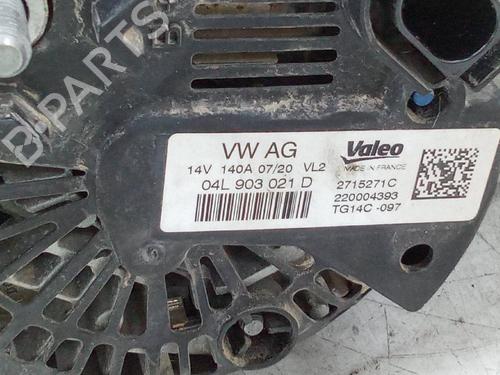 B-PARTS
VW AG
14V 140A 07/20 VL2
04L 903 021 D
Valeo
MADE IN FRANCE
2715271C
220004393
TG14C -097